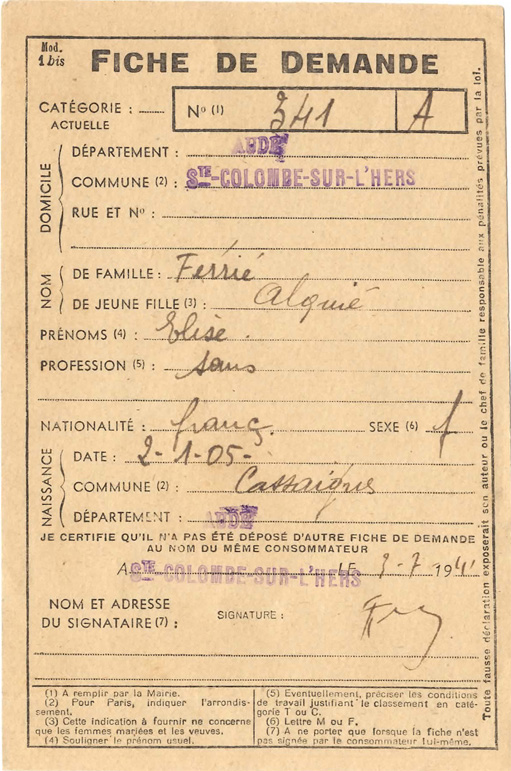 Mod.
1 bis
FICHE DE DEMANDE
CATÉGORIE : ........ N° (1) 341 A
ACTUELLE
DOMICILE
DÉPARTEMENT : AUDE
COMMUNE (2) : STE-COLOMBE-SUR-L'HERS
RUE ET N° :
NOM
DE FAMILLE : Ferrié
DE JEUNE FILLE (3) : Alquié
PRÉNOMS (4) : Elise.
PROFESSION (5) : sans
NATIONALITÉ : franç. SEXE (6) f
NAISSANCE
DATE : 2-1-05-
COMMUNE (2) : Cassaignes
DÉPARTEMENT : AUDE
JE CERTIFIE QU'IL N'A PAS ÉTÉ DÉPOSÉ D'AUTRE FICHE DE DEMANDE
AU NOM DU MÊME CONSOMMATEUR
A STE COLOMBE-SUR-L'HERS LE 3-7 1941
NOM ET ADRESSE
DU SIGNATAIRE (7) :
SIGNATURE :
(1) A remplir par la Mairie.
(2) Pour Paris, indiquer l'arrondis-
sement.
(3) Cette indication à fournir ne concerne
que les femmes mariées et les veuves.
(4) Souligner le prénom usuel.
(5) Eventuellement, préciser les conditions
de travail justifiant le classement en caté-
gorie T ou C.
(6) Lettre M ou F.
(7) A ne porter que lorsque la fiche n'est
pas signée par le consommateur lui-même.
Toute fausse déclaration exposerait son auteur ou le chef de famille responsable aux pénalités prévues par la loi.